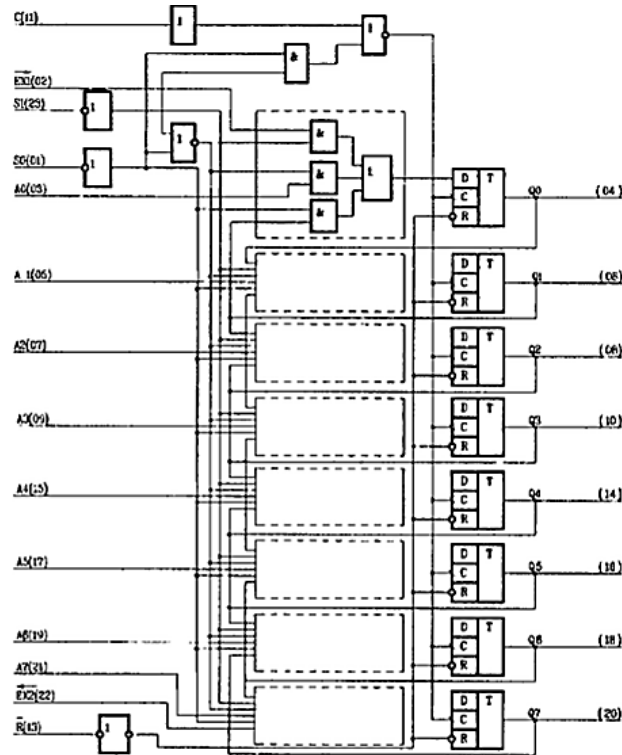 C(11)
1
1
&
EX1(02)
S1(23)
1
1
&
S0(01)
1
&
1
D T
Q0
(04)
A0(03)
C
&
R
D T
Q1
A1(05)
C
R
D T
Q2
A2(07)
C
R
D T
Q3
(10)
A3(09)
C
R
D T
Q4
(14)
A4(15)
C
R
D T
Q5
(16)
A5(17)
C
R
D T
Q6
(18)
A6(19)
C
R
A7(21)
D T
EX2(22)
Q7
(20)
C
R(13)
1
R